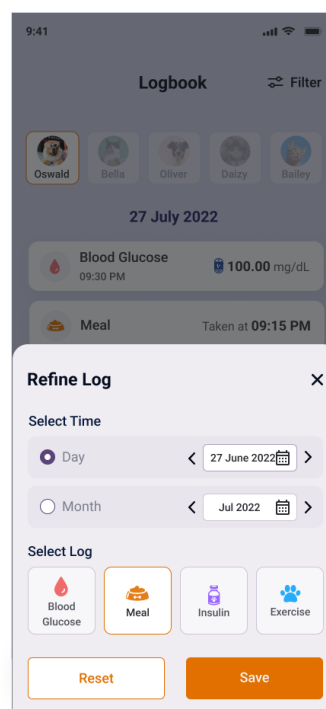 9:41
Logbook
Filter
Oswald
Bella
Oliver
Daizy
Bailey
27 July 2022
Blood Glucose
09:30 PM
100.00 mg/dL
Meal
Taken at 09:15 PM
Refine Log
Select Time
Day
27 June 2022
Month
Jul 2022
Select Log
Blood
Glucose
Meal
Insulin
Exercise
Reset
Save